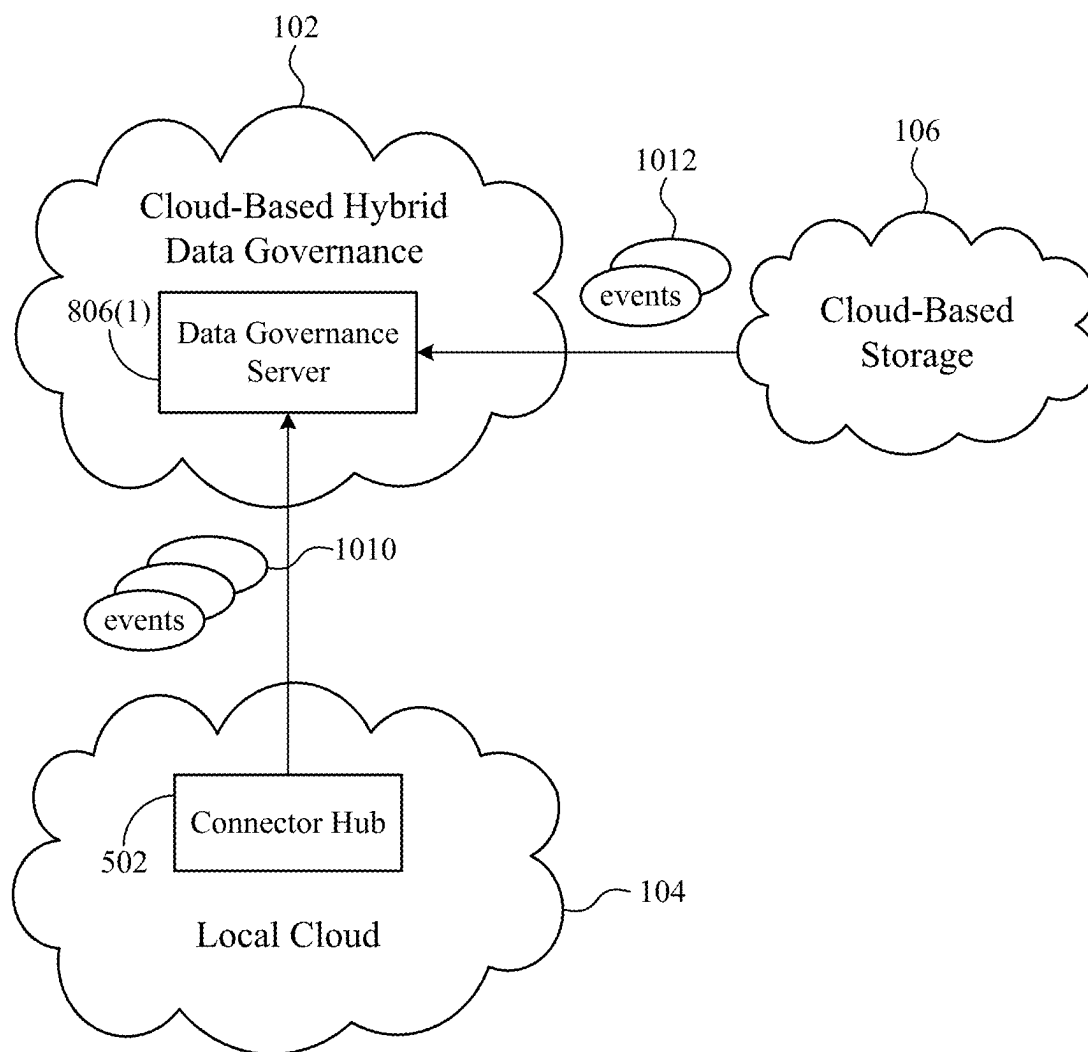 102
106
1012
Cloud-Based Hybrid
Data Governance
events
806(1)
Data Governance
Server
Cloud-Based
Storage
1010
events
Connector Hub
502
104
Local Cloud